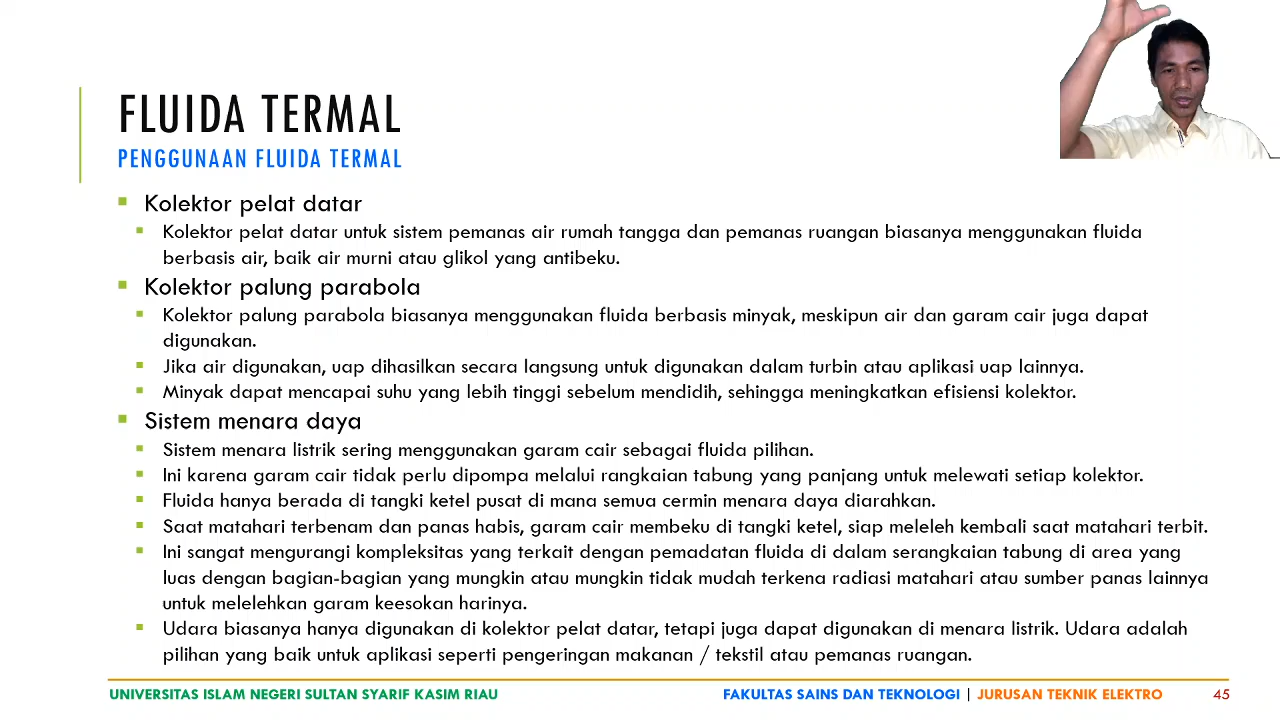 FLUIDA TERMAL
PENGGUNAAN FLUIDA TERMAL
Kolektor pelat datar
Kolektor pelat datar untuk sistem pemanas air rumah tangga dan pemanas ruangan biasanya menggunakan fluida
berbasis air, baik air murni atau glikol yang antibeku.
Kolektor palung parabola
Kolektor palung parabola biasanya menggunakan fluida berbasis minyak, meskipun air dan garam cair juga dapat
digunakan.
Jika air digunakan, uap dihasilkan secara langsung untuk digunakan dalam turbin atau aplikasi uap lainnya.
Minyak dapat mencapai suhu yang lebih tinggi sebelum mendidih, sehingga meningkatkan efisiensi kolektor.
Sistem menara daya
Sistem menara listrik sering menggunakan garam cair sebagai fluida pilihan.
Ini karena garam cair tidak perlu dipompa melalui rangkaian tabung yang panjang untuk melewati setiap kolektor.
Fluida hanya berada di tangki ketel pusat di mana semua cermin menara daya diarahkan.
Saat matahari terbenam dan panas habis, garam cair membeku di tangki ketel, siap meleleh kembali saat matahari terbit.
Ini sangat mengurangi kompleksitas yang terkait dengan pemadatan fluida di dalam serangkaian tabung di area yang
luas dengan bagian-bagian yang mungkin atau mungkin tidak mudah terkena radiasi matahari atau sumber panas lainnya
untuk melelehkan garam keesokan harinya.
Udara biasanya hanya digunakan di kolektor pelat datar, tetapi juga dapat digunakan di menara listrik. Udara adalah
pilihan yang baik untuk aplikasi seperti pengeringan makanan / tekstil atau pemanas ruangan.
UNIVERSITAS ISLAM NEGERI SULTAN SYARIF KASIM RIAU FAKULTAS SAINS DAN TEKNOLOGI | JURUSAN TEKNIK ELEKTRO 45